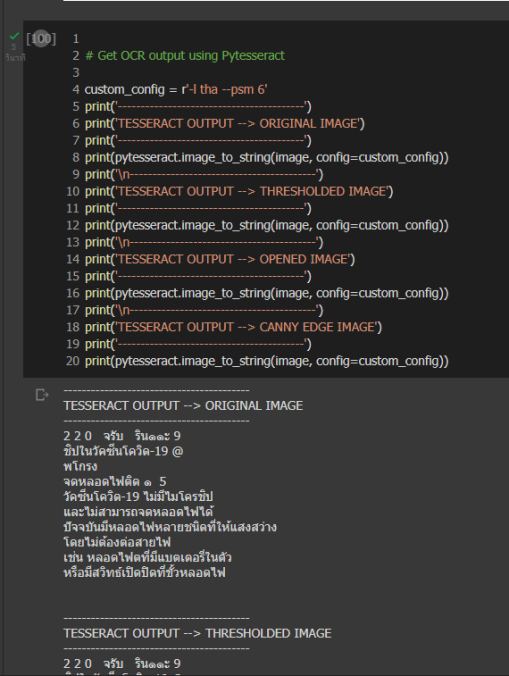 [100]
5
วินาที
1
2 # Get OCR output using Pytesseract
3
4 custom_config = r'-l tha --psm 6'
5 print('-----------------------------------------')
6 print('TESSERACT OUTPUT --> ORIGINAL IMAGE')
7 print('-----------------------------------------')
8 print(pytesseract.image_to_string(image, config=custom_config))
9 print('\n-----------------------------------------')
10 print('TESSERACT OUTPUT --> THRESHOLDED IMAGE')
11 print('-----------------------------------------')
12 print(pytesseract.image_to_string(image, config=custom_config))
13 print('\n-----------------------------------------')
14 print('TESSERACT OUTPUT --> OPENED IMAGE')
15 print('-----------------------------------------')
16 print(pytesseract.image_to_string(image, config=custom_config))
17 print('\n-----------------------------------------')
18 print('TESSERACT OUTPUT --> CANNY EDGE IMAGE')
19 print('-----------------------------------------')
20 print(pytesseract.image_to_string(image, config=custom_config))
-----------------------------------------
TESSERACT OUTPUT --> ORIGINAL IMAGE
-----------------------------------------
2 2 0 จรับ ริน๑๑ะ 9
ชิปในวัคซีนโควิด-19 @
พโกรง
จดหลอดไฟติด ๑ 5
วัคซีนโควิด-19 ไม่มีไมโครชิป
และไม่สามารถจดหลอดไฟได้
ปัจจบันมีหลอดไฟหลายชนิดที่ให้แสงสว่าง
โดยไม่ต้องต่อสายไฟ
เช่น หลอดไฟตที่มีแบตเตอรี่ในตัว
หรือมีสวิทธ์เปิดปิดที่ขั้วหลอดไฟ
-----------------------------------------
TESSERACT OUTPUT --> THRESHOLDED IMAGE
-----------------------------------------
2 2 0 จรับ ริน๑๑ะ 9